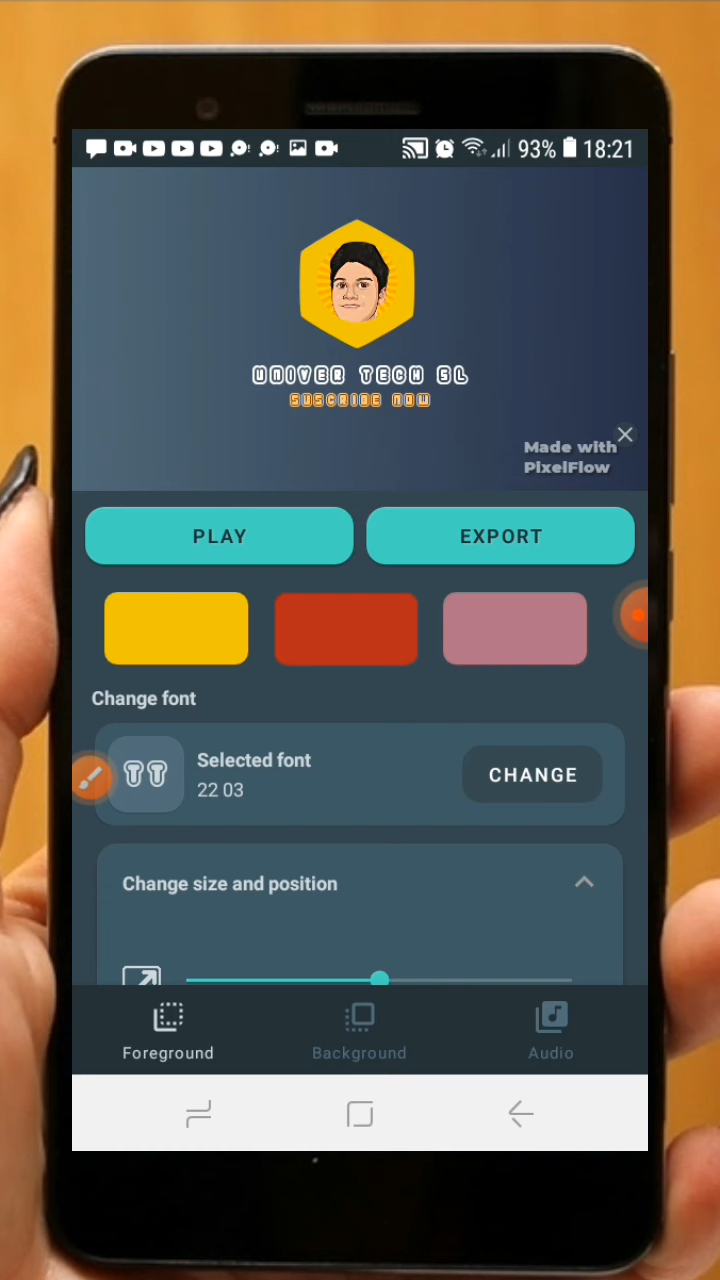 93% 18:21
UNIVER TECH SL
SUSCRIBE NOW
Made with
PixelFlow
PLAY EXPORT
Change font
TT
Selected font
22 03
CHANGE
Change size and position
Foreground Background Audio